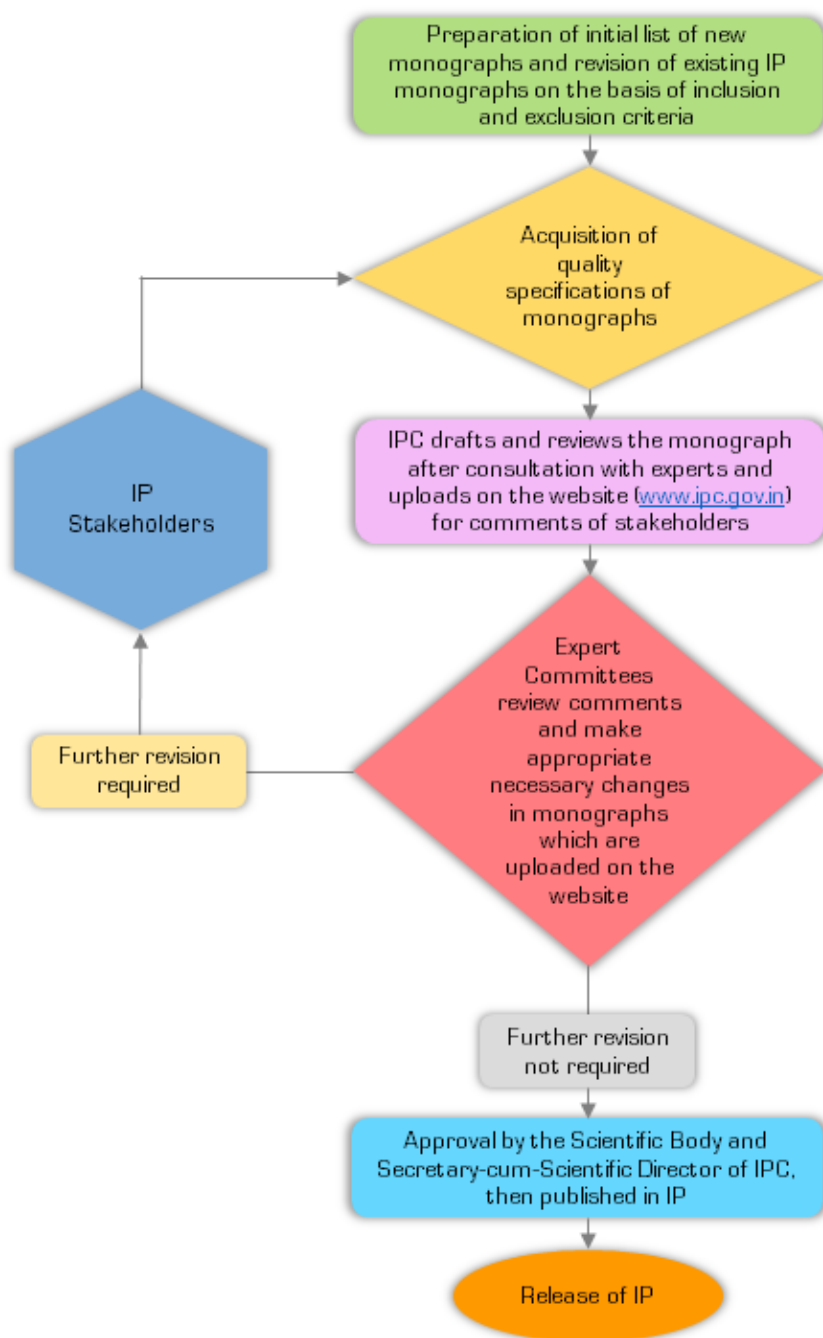 Preparation of initial list of new
monographs and revision of existing IP
monographs on the basis of inclusion
and exclusion criteria
Acquisition of
quality
specifications of
monographs
IPC drafts and reviews the monograph
after consultation with experts and
uploads on the website (www.ipc.gov.in)
for comments of stakeholders
IP
Stakeholders
Expert
Committees
review comments
and make
appropriate
necessary changes
in monographs
which are
uploaded on the
website
Further revision
required
Further revision
not required
Approval by the Scientific Body and
Secretary-cum-Scientific Director of IPC,
then published in IP
Release of IP